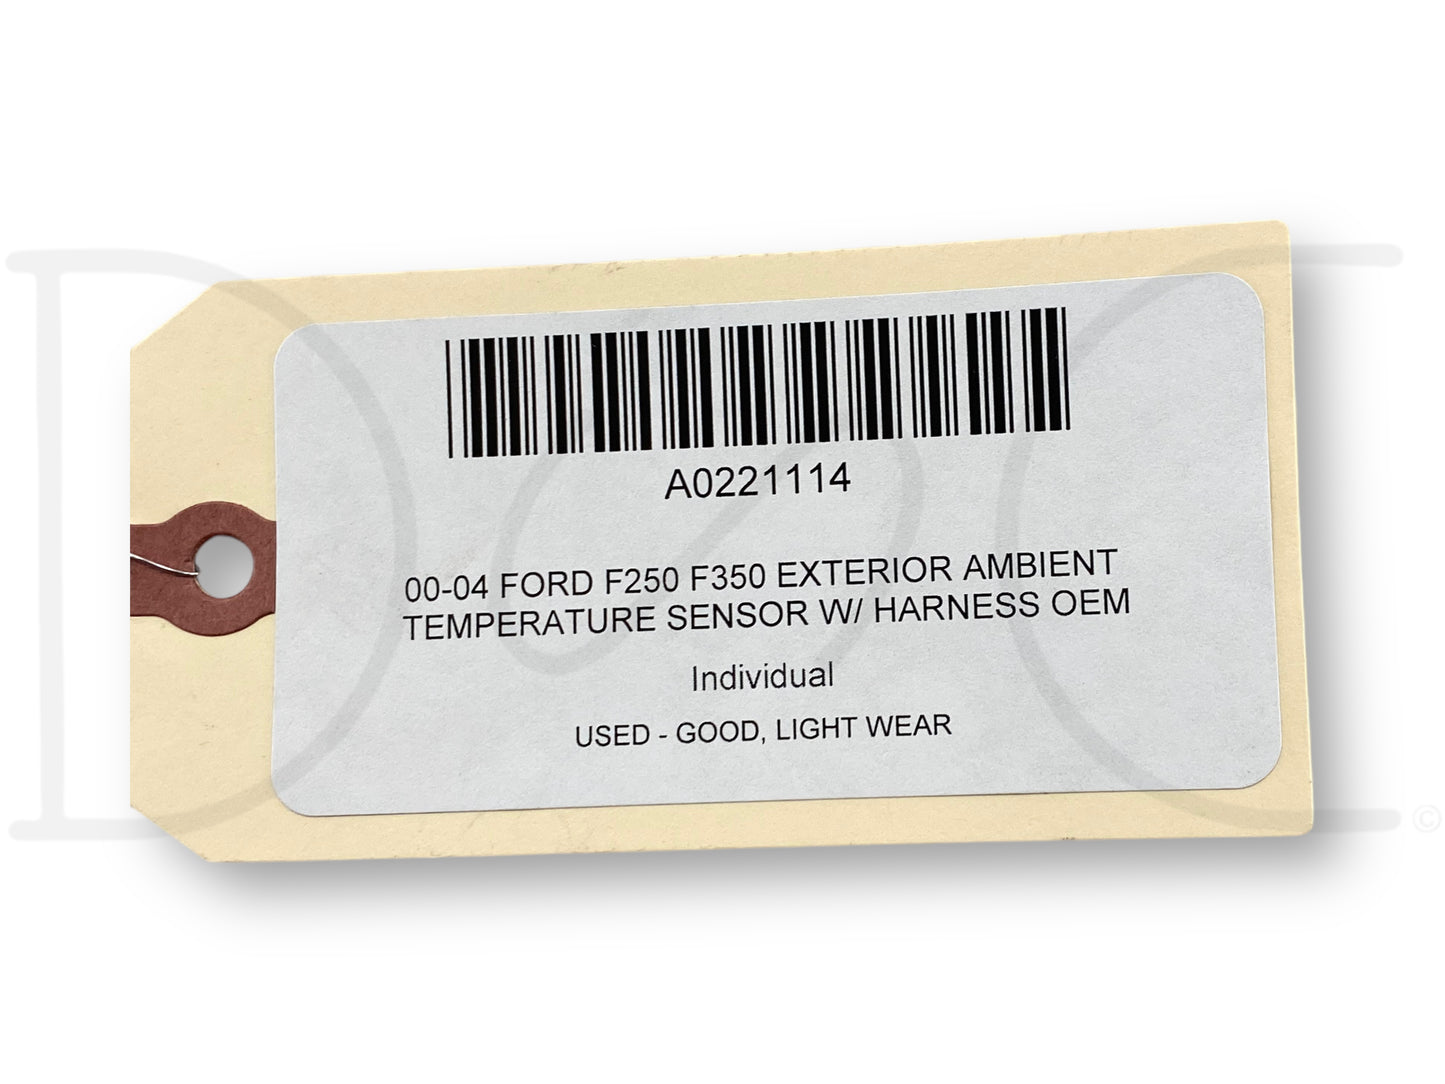 A0221114
00-04 FORD F250 F350 EXTERIOR AMBIENT
TEMPERATURE SENSOR W/ HARNESS OEM
Individual
USED - GOOD, LIGHT WEAR
D&C ©